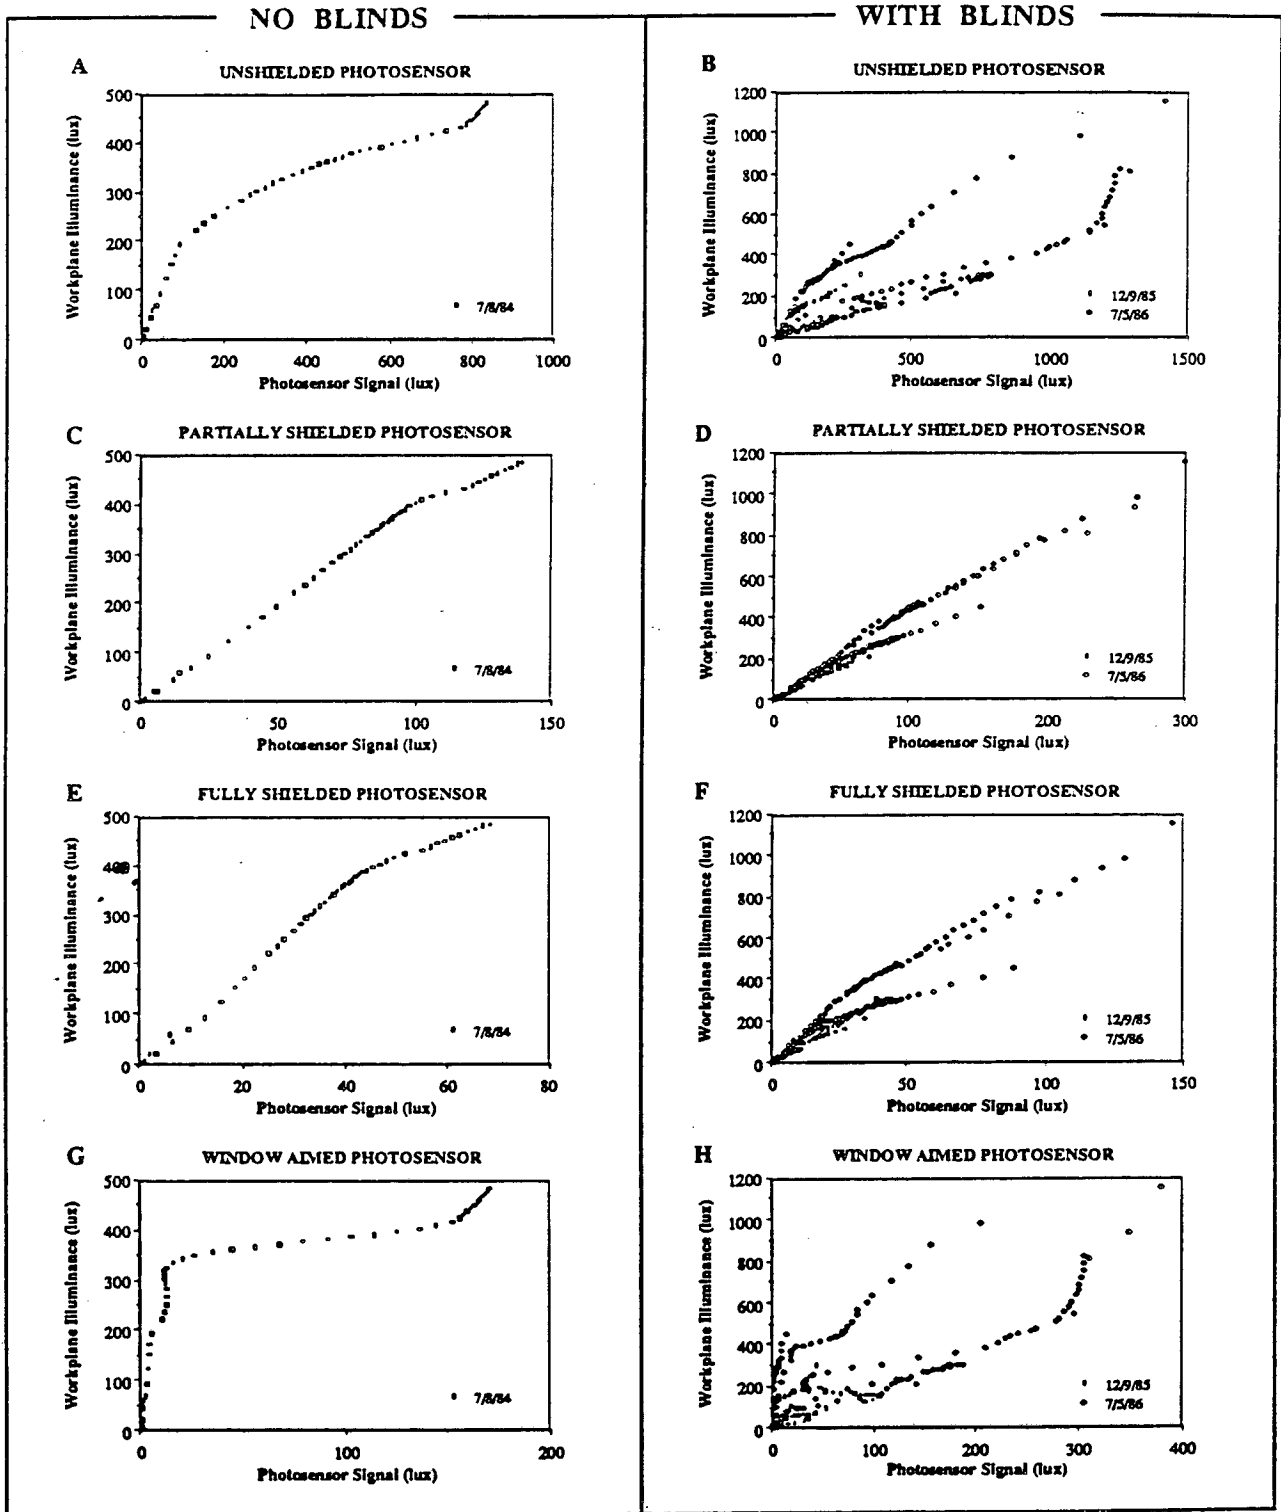 NO BLINDS
WITH BLINDS
A
UNSHIELDED PHOTOSENSOR
Workplane Illuminance (lux)
500
400
300
200
100
0
0 200 400 600 800 1000
Photosensor Signal (lux)
7/8/84
B
UNSHIELDED PHOTOSENSOR
Workplane Illuminance (lux)
1200
1000
800
600
400
200
0
0 500 1000 1500
Photosensor Signal (lux)
12/9/85
7/5/86
C
PARTIALLY SHIELDED PHOTOSENSOR
Workplane Illuminance (lux)
500
400
300
200
100
0
0 50 100 150
Photosensor Signal (lux)
7/8/84
D
PARTIALLY SHIELDED PHOTOSENSOR
Workplane Illuminance (lux)
1200
1000
800
600
400
200
0
0 100 200 300
Photosensor Signal (lux)
12/9/85
7/5/86
E
FULLY SHIELDED PHOTOSENSOR
Workplane Illuminance (lux)
500
400
300
200
100
0
0 20 40 60 80
Photosensor Signal (lux)
7/8/84
F
FULLY SHIELDED PHOTOSENSOR
Workplane Illuminance (lux)
1200
1000
800
600
400
200
0
0 50 100 150
Photosensor Signal (lux)
12/9/85
7/5/86
G
WINDOW AIMED PHOTOSENSOR
Workplane Illuminance (lux)
500
400
300
200
100
0
0 100 200
Photosensor Signal (lux)
7/8/84
H
WINDOW AIMED PHOTOSENSOR
Workplane Illuminance (lux)
1200
1000
800
600
400
200
0
0 100 200 300 400
Photosensor Signal (lux)
12/9/85
7/5/86